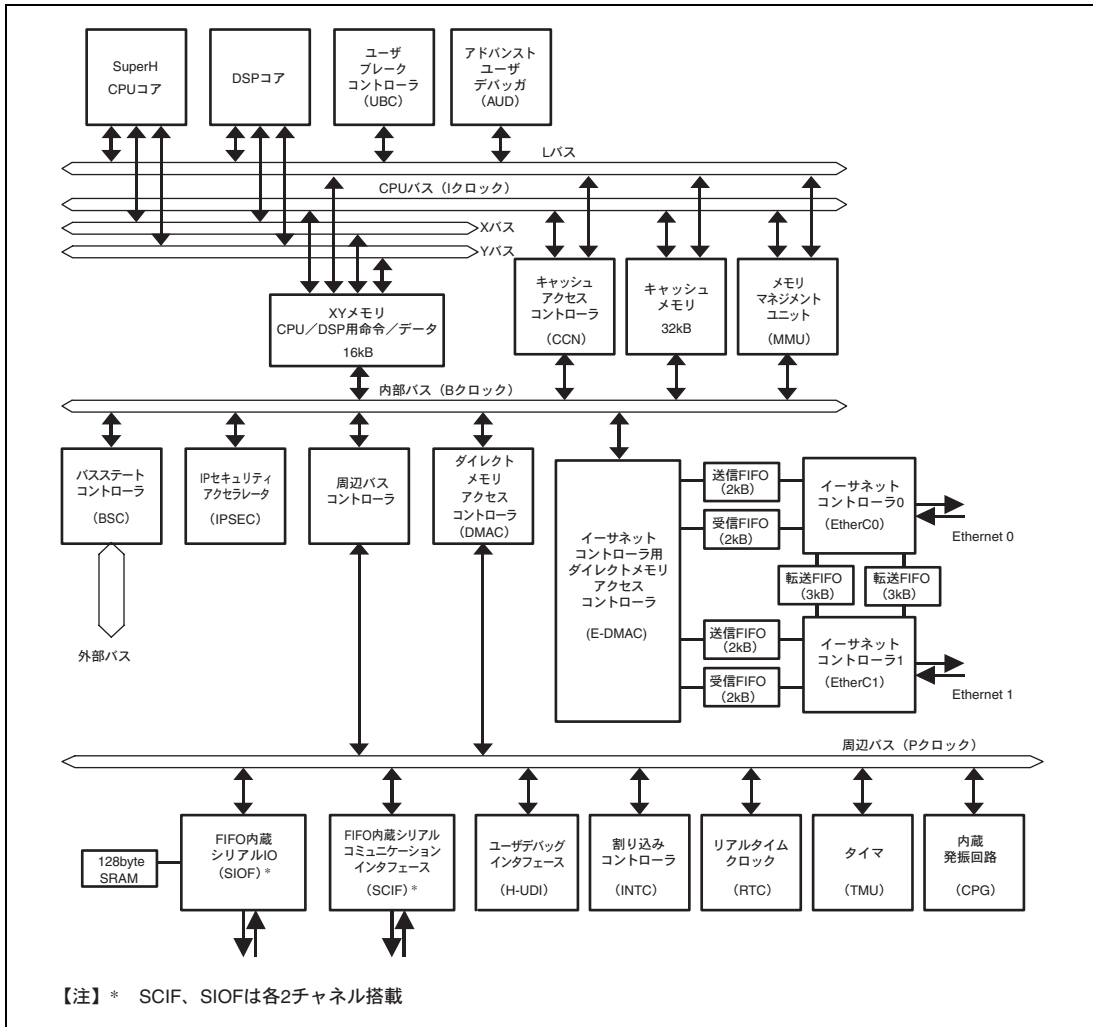 SuperH
CPUコア
DSPコア
ユーザ
ブレーク
コントローラ
(UBC)
アドバンスト
ユーザ
デバッガ
(AUD)
Lバス
CPUバス（Iクロック）
Xバス
Yバス
XYメモリ
CPU／DSP用命令／データ
16kB
キャッシュ
アクセス
コントローラ
(CCN)
キャッシュ
メモリ
32kB
メモリ
マネジメント
ユニット
(MMU)
内部バス（Bクロック）
バスステート
コントローラ
(BSC)
IPセキュリティ
アクセラレータ
(IPSEC)
周辺バス
コントローラ
ダイレクト
メモリ
アクセス
コントローラ
(DMAC)
イーサネット
コントローラ用
ダイレクトメモリ
アクセス
コントローラ
(E-DMAC)
送信FIFO
(2kB)
受信FIFO
(2kB)
イーサネット
コントローラ0
(EtherC0)
Ethernet 0
転送FIFO
(3kB)
転送FIFO
(3kB)
送信FIFO
(2kB)
受信FIFO
(2kB)
イーサネット
コントローラ1
(EtherC1)
Ethernet 1
外部バス
周辺バス（Pクロック）
128byte
SRAM
FIFO内蔵
シリアルIO
(SIOF) *
FIFO内蔵シリアル
コミュニケーション
インタフェース
(SCIF) *
ユーザデバッグ
インタフェース
(H-UDI)
割り込み
コントローラ
(INTC)
リアルタイム
クロック
(RTC)
タイマ
(TMU)
内蔵
発振回路
(CPG)
【注】* SCIF、SIOFは各2チャネル搭載